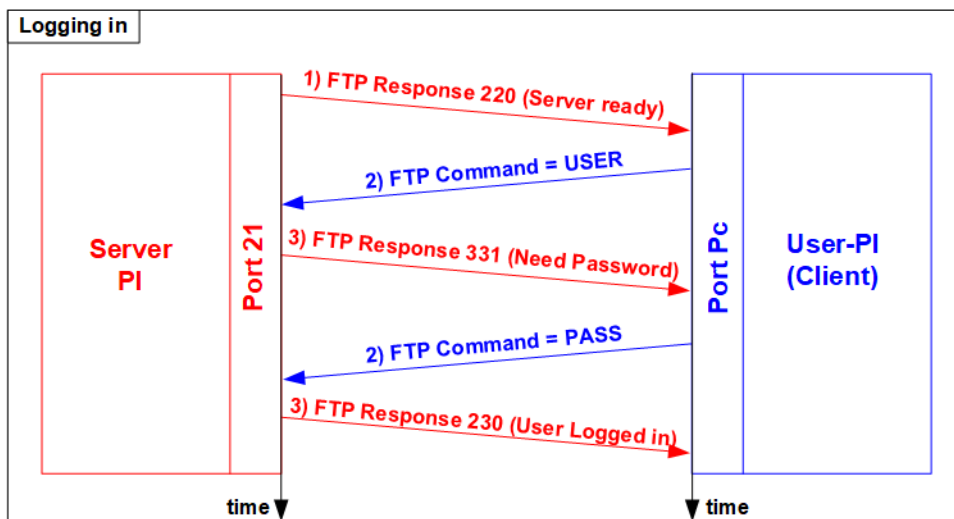 Logging in
1) FTP Response 220 (Server ready)
2) FTP Command = USER
Server
PI
Port 21
3) FTP Response 331 (Need Password)
Port Pc
User-PI
(Client)
2) FTP Command = PASS
3) FTP Response 230 (User Logged in)
time
time